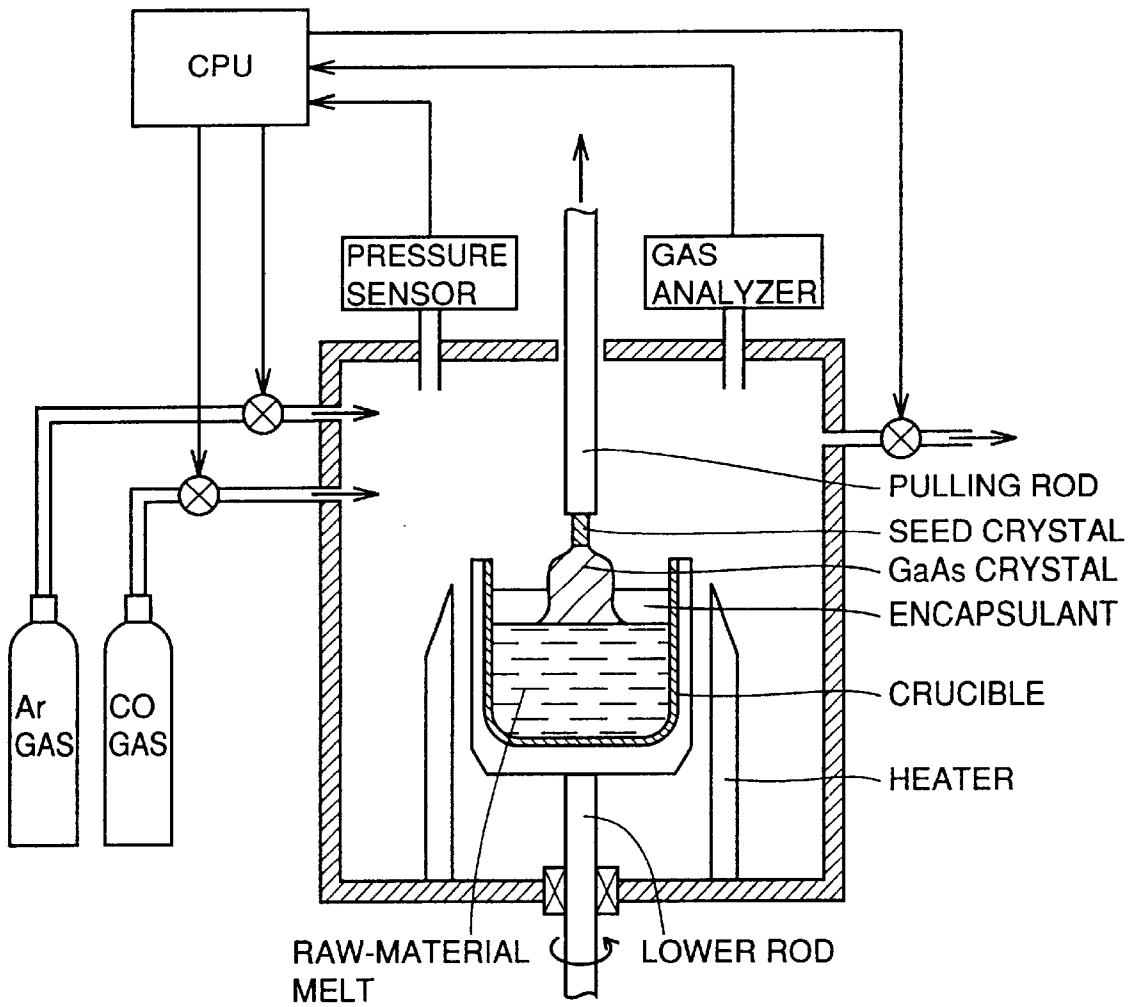 CPU
PRESSURE
SENSOR
GAS
ANALYZER
PULLING ROD
SEED CRYSTAL
GaAs CRYSTAL
ENCAPSULANT
CRUCIBLE
HEATER
Ar
GAS
CO
GAS
RAW-MATERIAL
MELT
LOWER ROD